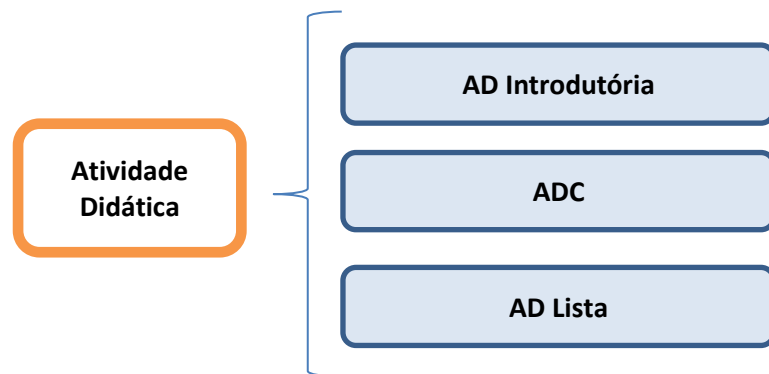 Atividade
Didática
AD Introdutória
ADC
AD Lista